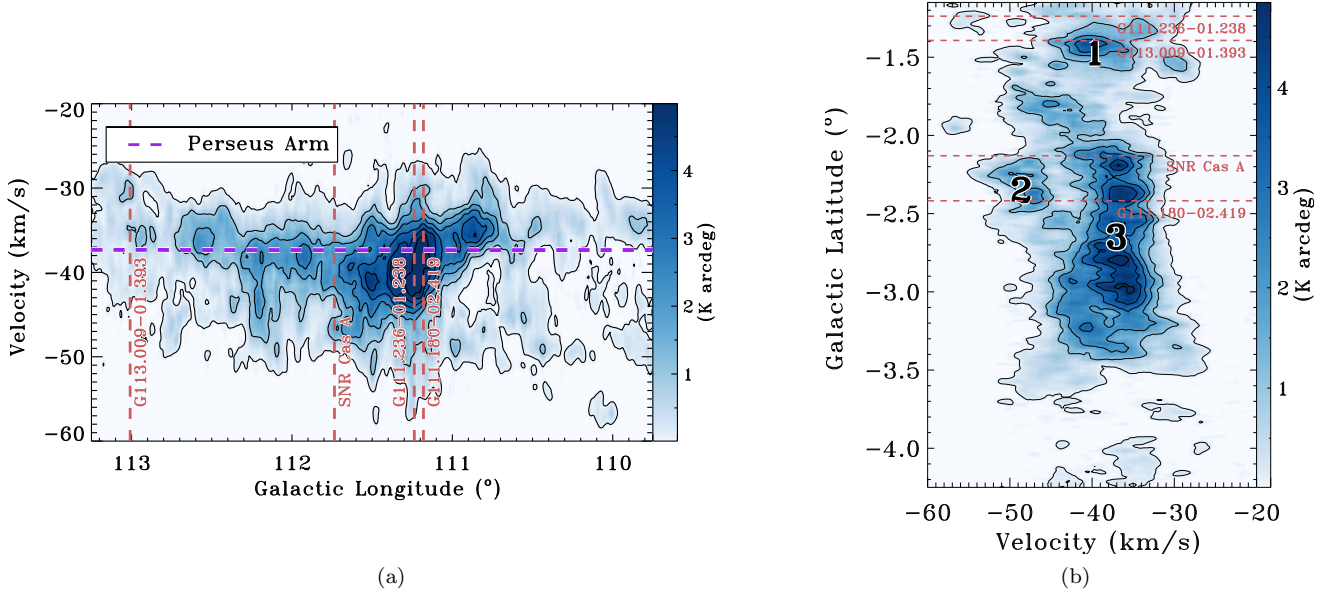 Perseus Arm
−20
−30
−40
−50
−60
Velocity (km/s)
113
112
111
110
Galactic Longitude (°)
G113.009−01.393
SNR Cas A
G111.236−01.238
G111.180−02.419
4
3
2
1
(K arcdeg)
(a)
G111.236−01.238
G113.009−01.393
SNR Cas A
G111.180−02.419
1
2
3
−1.5
−2.0
−2.5
−3.0
−3.5
−4.0
Galactic Latitude (°)
−60
−50
−40
−30
−20
Velocity (km/s)
4
3
2
1
(K arcdeg)
(b)